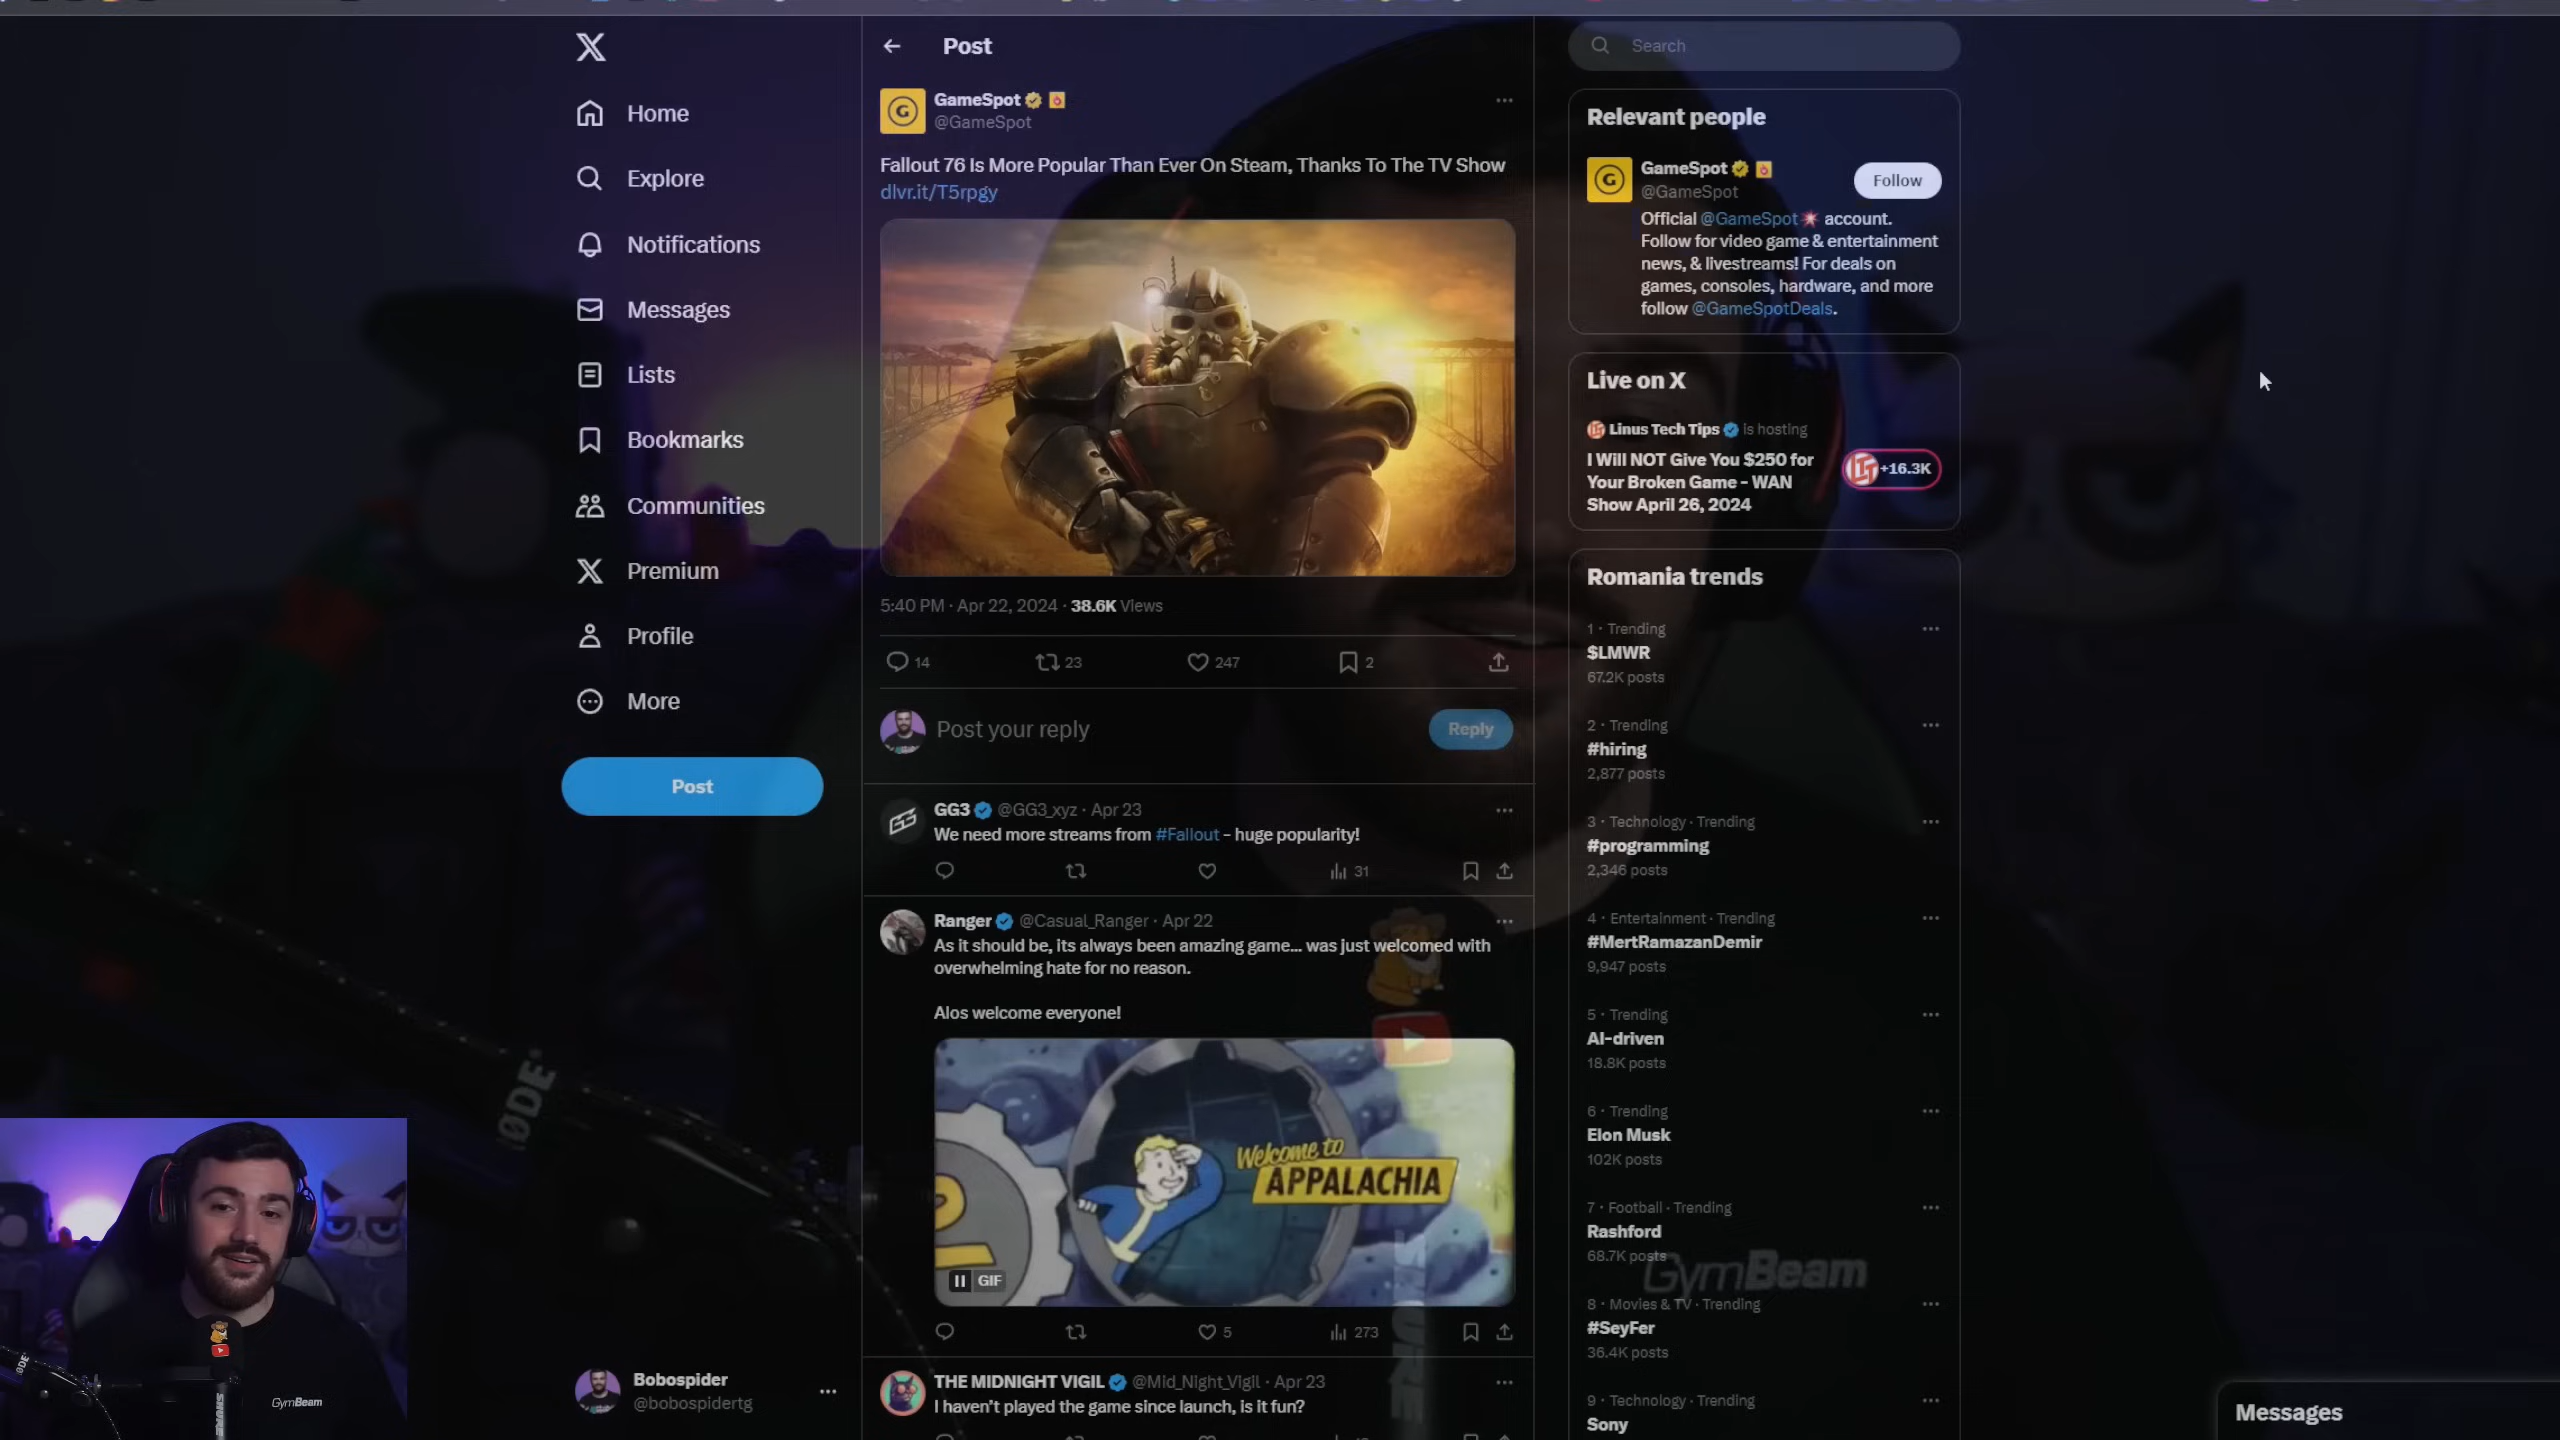 Home
Explore
Notifications
Messages
Lists
Bookmarks
Communities
Premium
Profile
More
Post
Bobospider
@bobospidertg
Post
GameSpot
@GameSpot
Fallout 76 Is More Popular Than Ever On Steam, Thanks To The TV Show
dlvr.it/T5rpgy
5:40 PM · Apr 22, 2024 · 38.6K Views
14 23 247 2
Post your reply
Reply
GG3 @GG3_xyz · Apr 23
We need more streams from #Fallout - huge popularity!
31
Ranger @Casual_Ranger · Apr 22
As it should be, its always been amazing game... was just welcomed with
overwhelming hate for no reason.
Alos welcome everyone!
Welcome to
APPALACHIA
GIF
5 273
THE MIDNIGHT VIGIL @Mid_Night_Vigil · Apr 23
I haven't played the game since launch, is it fun?
Search
Relevant people
GameSpot
@GameSpot
Follow
Official @GameSpot account.
Follow for video game & entertainment
news, & livestreams! For deals on
games, consoles, hardware, and more
follow @GameSpotDeals.
Live on X
Linus Tech Tips is hosting
I Will NOT Give You $250 for
Your Broken Game - WAN
Show April 26, 2024
+16.3K
Romania trends
1 · Trending
$LMWR
67.2K posts
2 · Trending
#hiring
2,877 posts
3 · Technology · Trending
#programming
2,346 posts
4 · Entertainment · Trending
#MertRamazanDemir
9,947 posts
5 · Trending
AI-driven
18.8K posts
6 · Trending
Elon Musk
102K posts
7 · Football · Trending
Rashford
68.7K posts
8 · Movies & TV · Trending
#SeyFer
36.4K posts
9 · Technology · Trending
Sony
Messages
GymBeam
GymBeam